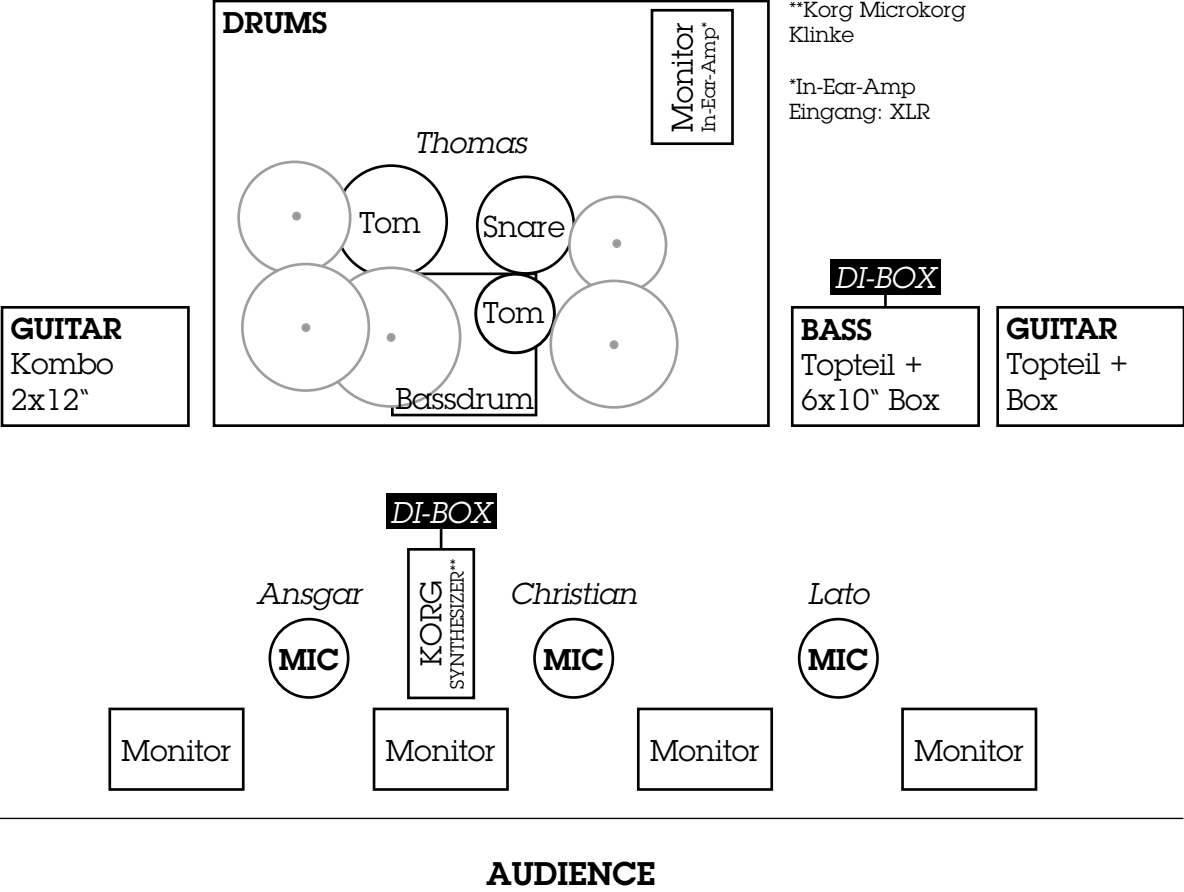 DRUMS
Monitor
In-Ear-Amp*
**Korg Microkorg
Klinke
*In-Ear-Amp
Eingang: XLR
Thomas
Tom
Snare
Tom
Bassdrum
GUITAR
Kombo
2x12“
DI-BOX
BASS
Topteil +
6x10“ Box
GUITAR
Topteil +
Box
DI-BOX
KORG
SYNTHESIZER**
Ansgar
MIC
Christian
MIC
Lato
MIC
Monitor
Monitor
Monitor
Monitor
AUDIENCE